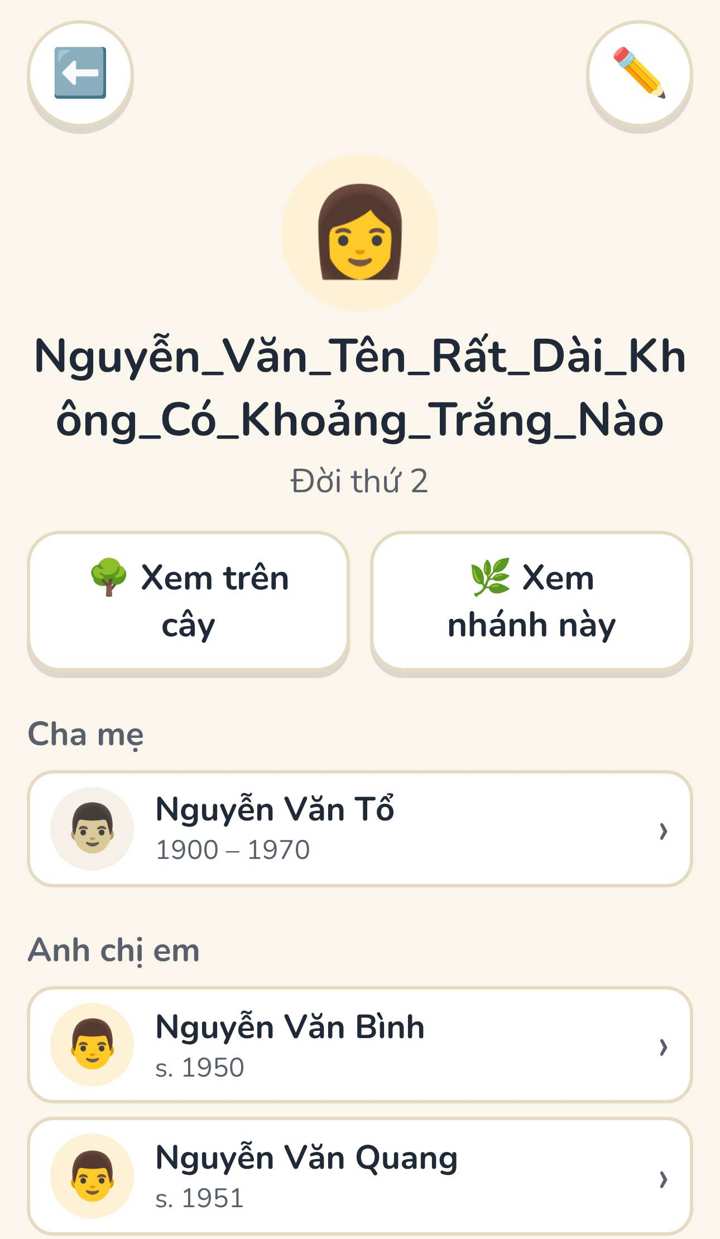 Nguyễn_Văn_Tên_Rất_Dài_Kh
ông_Có_Khoảng_Trắng_Nào
Đời thứ 2
Xem trên
cây
Xem
nhánh này
Cha mẹ
Nguyễn Văn Tổ
1900 – 1970
Anh chị em
Nguyễn Văn Bình
s. 1950
Nguyễn Văn Quang
s. 1951